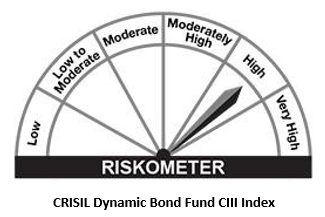 Low
Low to
Moderate
Moderate
Moderately
High
High
Very High
RISKOMETER
CRISIL Dynamic Bond Fund CIII Index